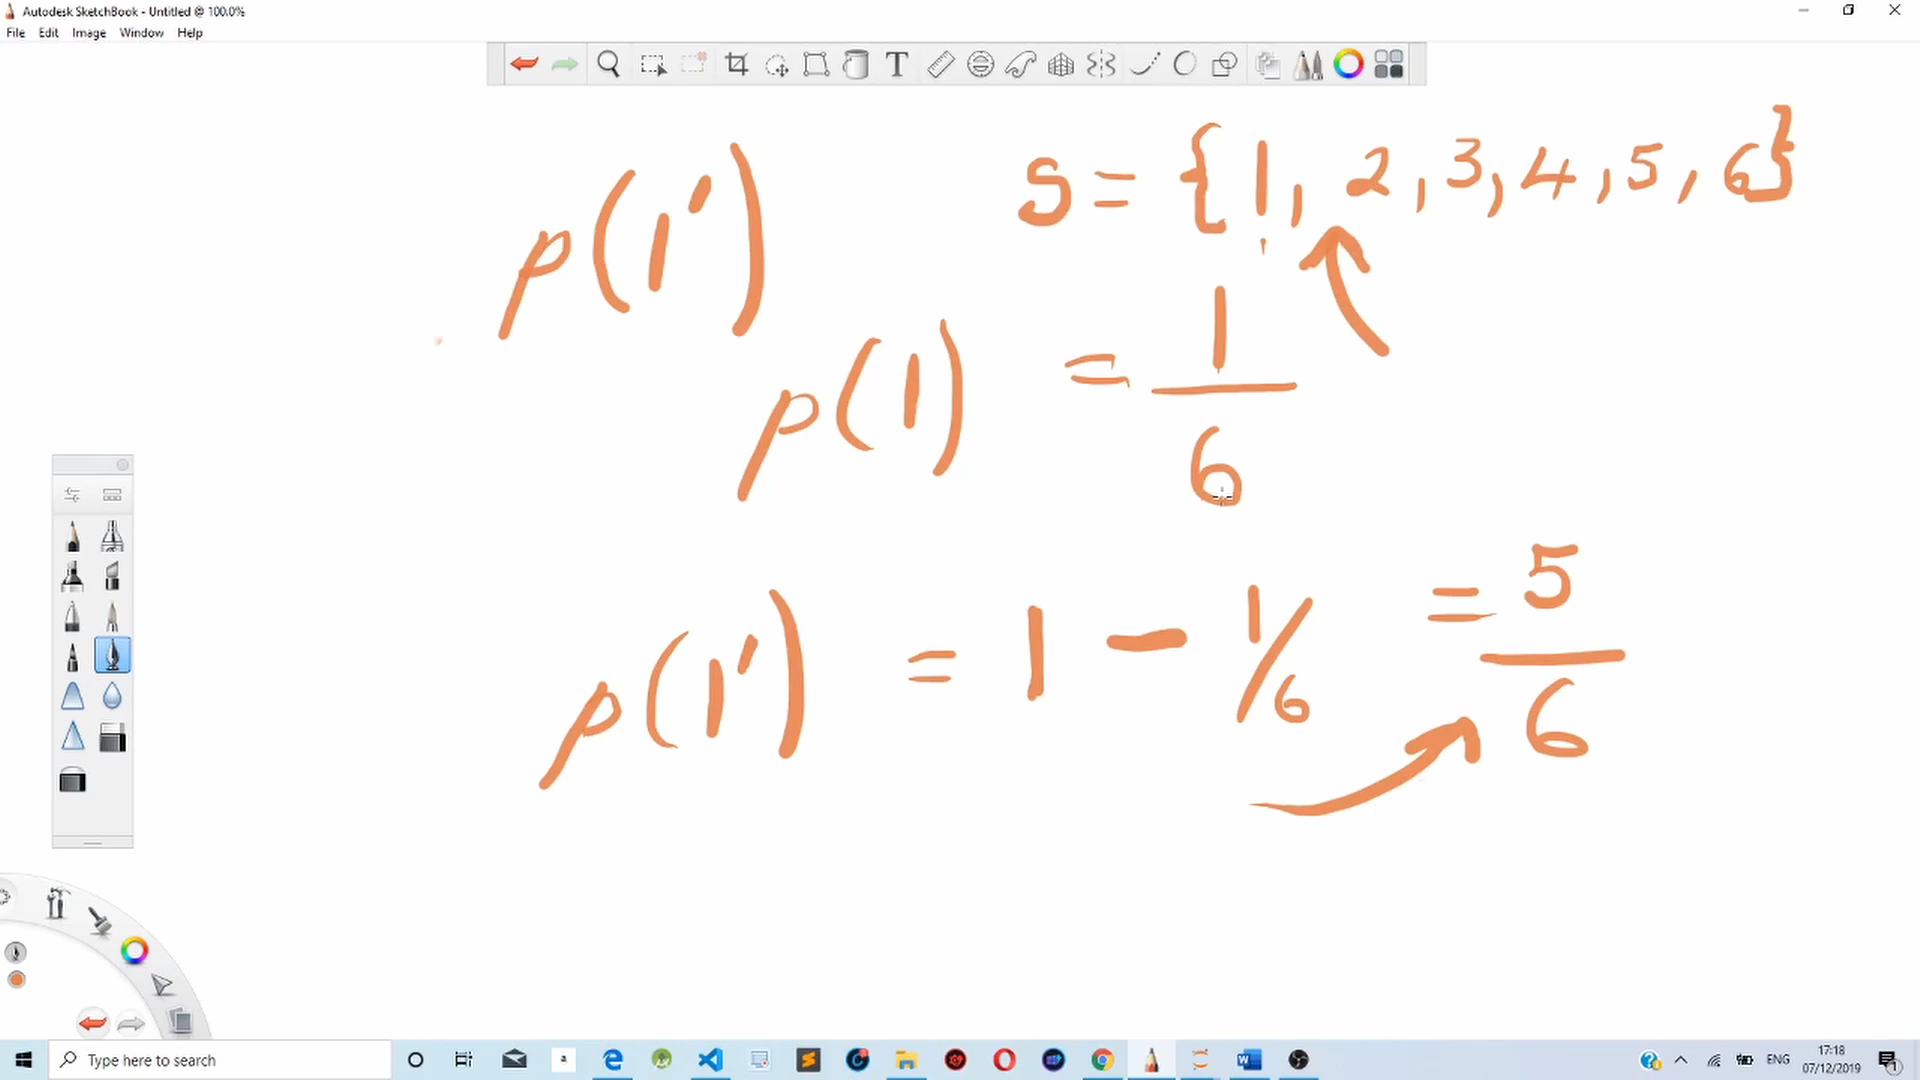 Autodesk SketchBook - Untitled @ 100.0%
File Edit Image Window Help
T
S = {1, 2, 3, 4, 5, 6}
p(1')
p(1) = 1/6
p(1') = 1 - 1/6 = 5/6
Type here to search
a
W
ENG
17:18
07/12/2019
1